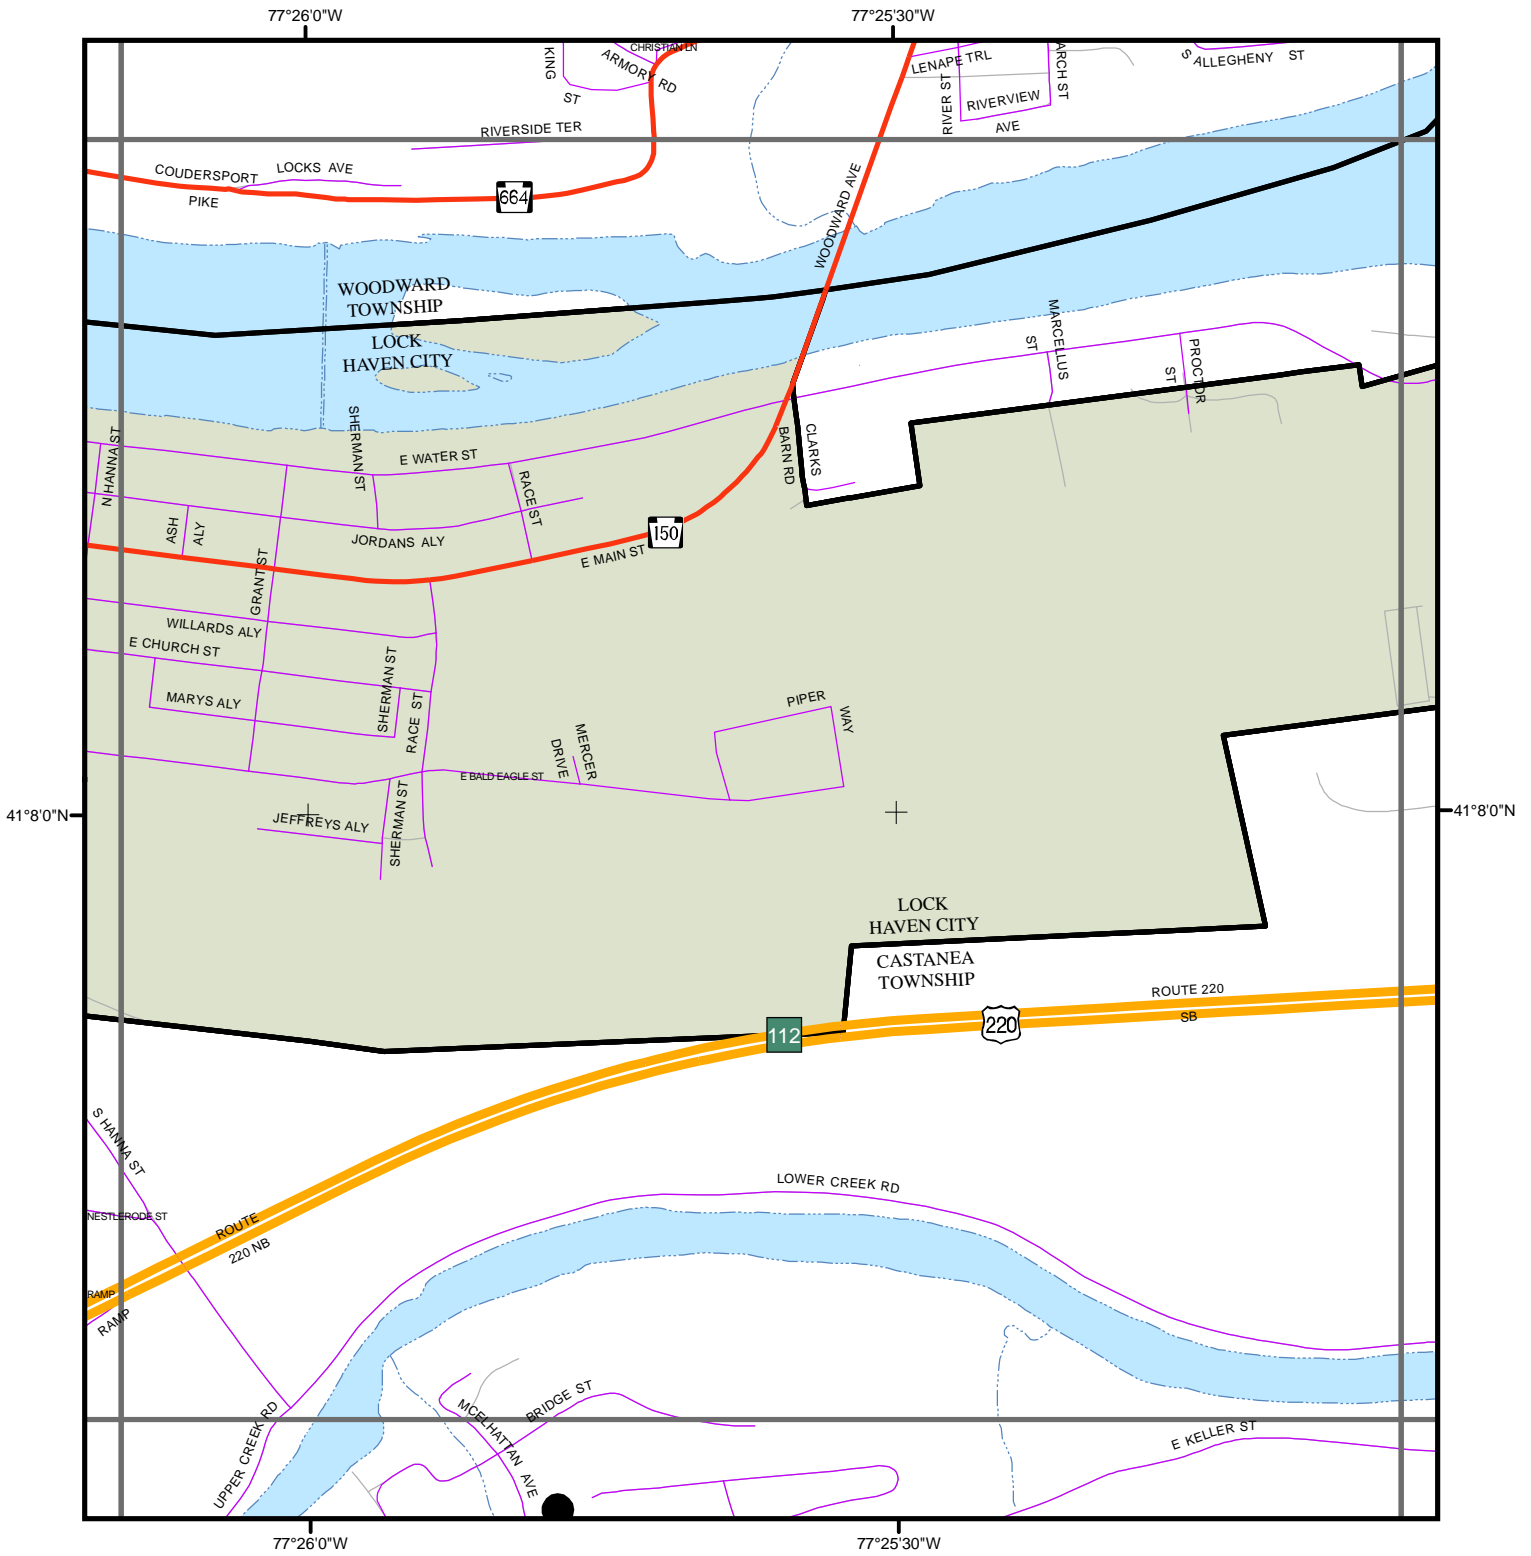 77°26'0"W
77°25'30"W
KING
ST
CHRISTIAN LN
ARMORY RD
LENAPE TRL
ARCH ST
S ALLEGHENY ST
RIVER ST
RIVERVIEW
AVE
RIVERSIDE TER
COUDERSPORT
PIKE
LOCKS AVE
664
WOODWARD AVE
WOODWARD
TOWNSHIP
LOCK
HAVEN CITY
MARCELLUS
ST
PROCTOR
ST
N HANNA ST
SHERMAN ST
E WATER ST
CLARKS
BARN RD
RACE ST
ASH
ALY
JORDANS ALY
150
E MAIN ST
GRANT ST
WILLARDS ALY
E CHURCH ST
MARYS ALY
SHERMAN ST
RACE ST
PIPER
WAY
MERCER
DRIVE
E BALD EAGLE ST
41°8'0"N
41°8'0"N
JEFFREYS ALY
SHERMAN ST
LOCK
HAVEN CITY
CASTANEA
TOWNSHIP
ROUTE 220
SB
220
112
S HANNA ST
NESTLERODE ST
ROUTE
220 NB
RAMP
RAMP
LOWER CREEK RD
UPPER CREEK RD
MCELHATTAN AVE
BRIDGE ST
E KELLER ST
77°26'0"W
77°25'30"W